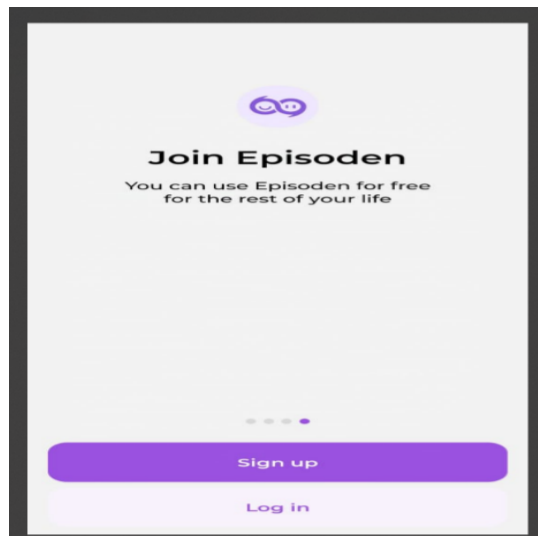 Join Episoden
You can use Episoden for free
for the rest of your life
Sign up
Log in